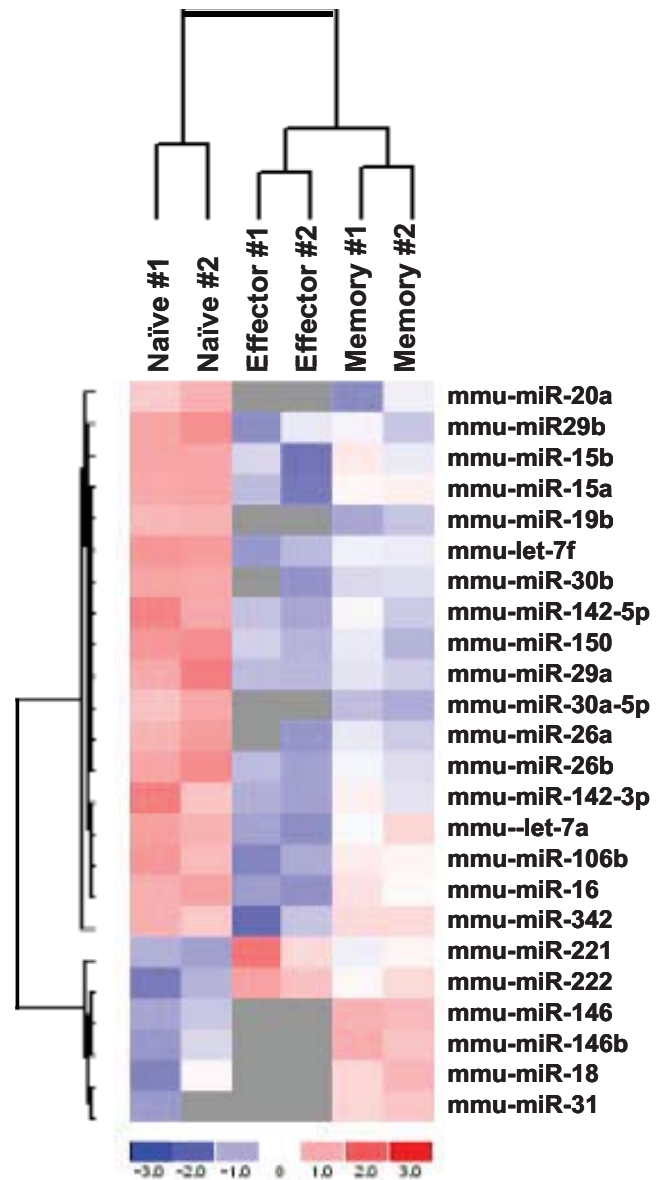 Naïve #1
Naïve #2
Effector #1
Effector #2
Memory #1
Memory #2
mmu-miR-20a
mmu-miR29b
mmu-miR-15b
mmu-miR-15a
mmu-miR-19b
mmu-let-7f
mmu-miR-30b
mmu-miR-142-5p
mmu-miR-150
mmu-miR-29a
mmu-miR-30a-5p
mmu-miR-26a
mmu-miR-26b
mmu-miR-142-3p
mmu--let-7a
mmu-miR-106b
mmu-miR-16
mmu-miR-342
mmu-miR-221
mmu-miR-222
mmu-miR-146
mmu-miR-146b
mmu-miR-18
mmu-miR-31
-3.0 -2.0 -1.0 0 1.0 2.0 3.0